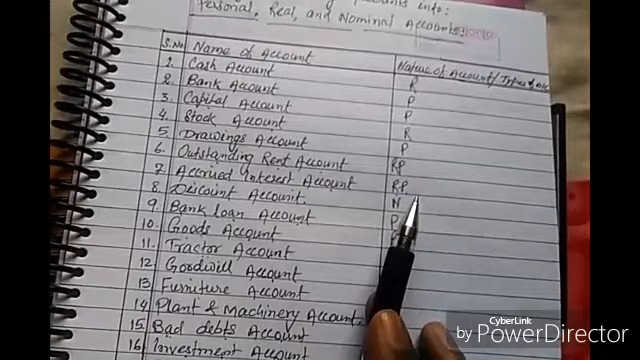 Personal, Real, and Nominal Accounts:
S.No Name of Account Nature of Account/Types of
1. Cash Account R
2. Bank Account P
3. Capital Account P
4. Stock Account R
5. Drawings Account P
6. Outstanding Rent Account RP
7. Accrued Interest Account RP
8. Discount Account. N
9. Bank loan Account P
10. Goods Account
11. Tractor Account
12 Goodwill Account
13 Furniture Account
14 Plant & Machinery Account.
15. Bad debts Account
16. Investment Account
CyberLink
by PowerDirector